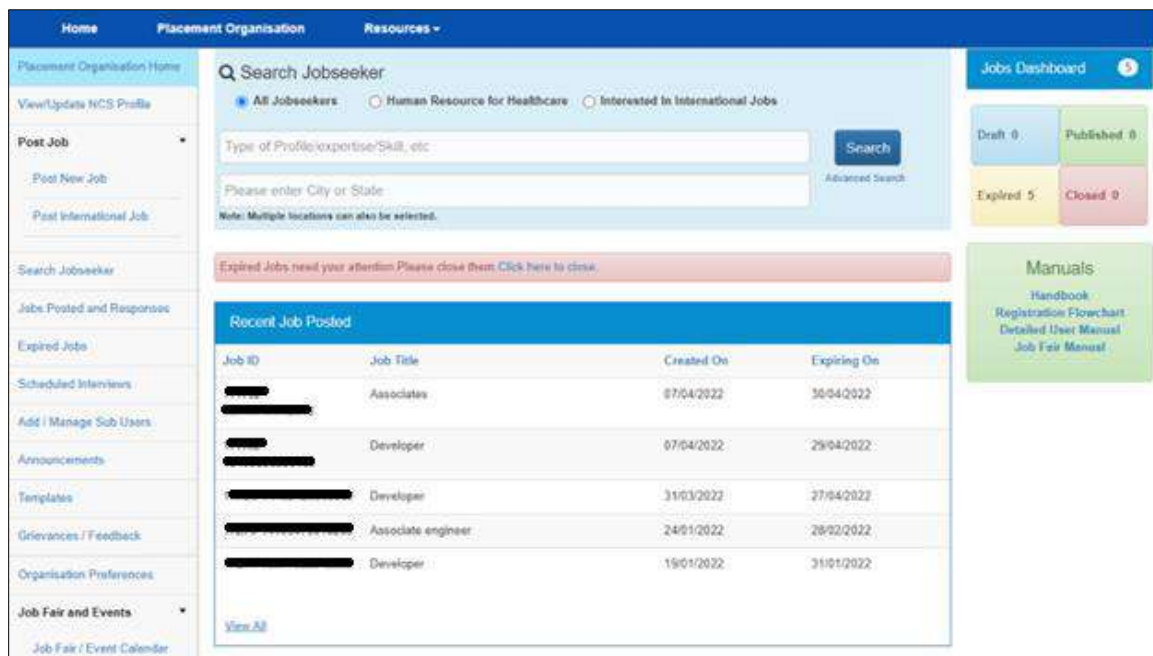 Home Placement Organisation Resources
Placement Organisation Home
View/Update NCS Profile
Post Job
Post New Job
Post International Job
Search Jobseeker
Jobs Posted and Responses
Expired Jobs
Scheduled Interviews
Add / Manage Sub Users
Announcements
Templates
Grievances / Feedback
Organisation Preferences
Job Fair and Events
Job Fair / Event Calendar
Search Jobseeker
All Jobseekers Human Resource for Healthcare Interested In International Jobs
Type of Profile/expertise/Skill, etc
Search
Advanced Search
Please enter City or State
Note: Multiple locations can also be selected.
Expired Jobs need your attention.Please close them Click here to close.
Recent Job Posted
Job ID Job Title Created On Expiring On
Associates 07/04/2022 30/04/2022
Developer 07/04/2022 29/04/2022
Developer 31/03/2022 27/04/2022
Associate engineer 24/01/2022 28/02/2022
Developer 19/01/2022 31/01/2022
View All
Jobs Dashboard 5
Draft 0 Published 0
Expired 5 Closed 0
Manuals
Handbook
Registration Flowchart
Detailed User Manual
Job Fair Manual